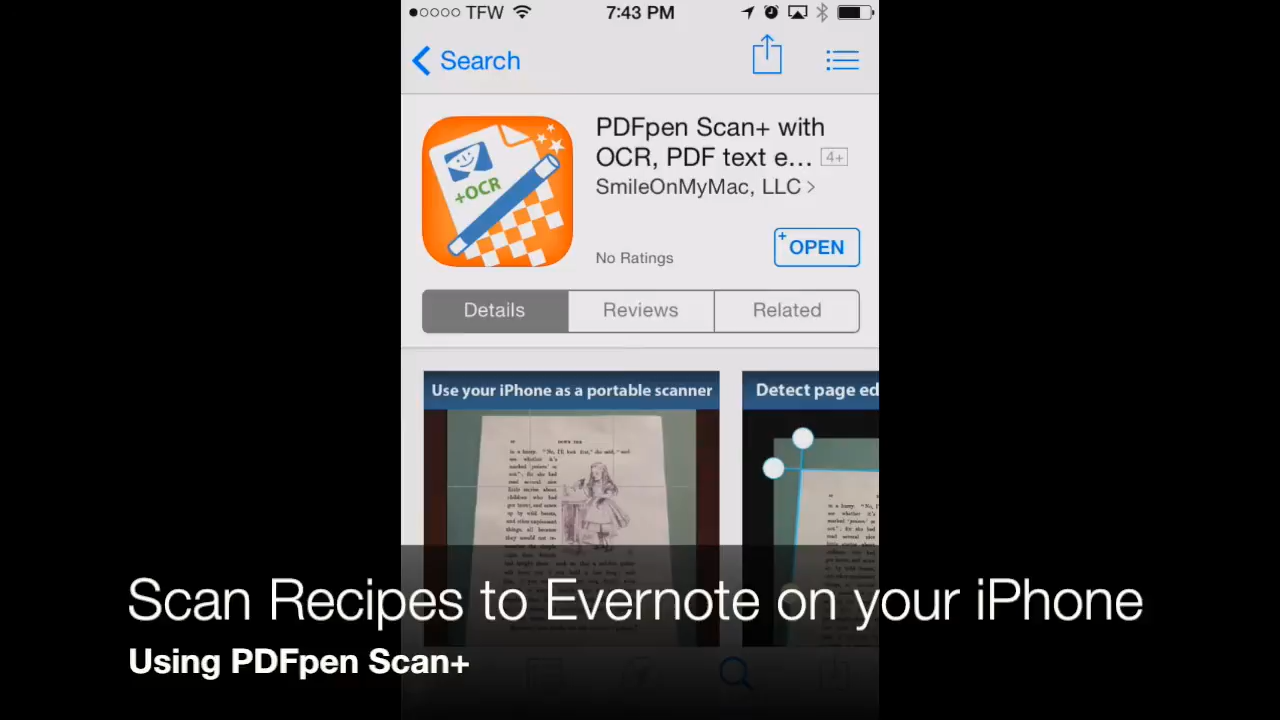 TFW
7:43 PM
Search
PDFpen Scan+ with
OCR, PDF text e... 4+
SmileOnMyMac, LLC >
No Ratings
+ OPEN
+OCR
Details
Reviews
Related
Use your iPhone as a portable scanner
Detect page ed
Scan Recipes to Evernote on your iPhone
Using PDFpen Scan+